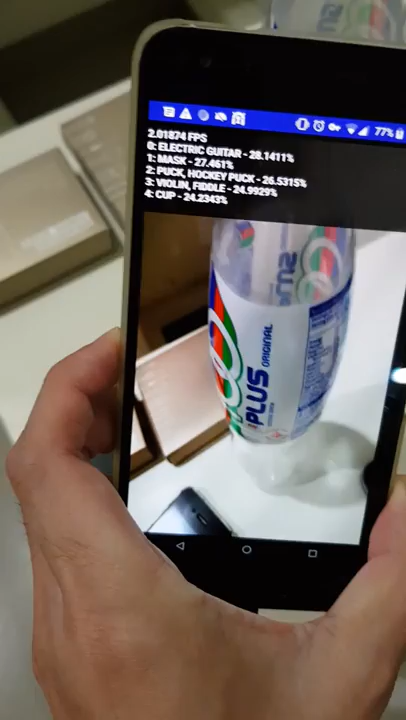 77%
2.01874 FPS
0: ELECTRIC GUITAR - 28.1411%
1: MASK - 27.461%
2: PUCK, HOCKEY PUCK - 26.5315%
3: VIOLIN, FIDDLE - 24.9929%
4: CUP - 24.2343%
PLUS
ORIGINAL